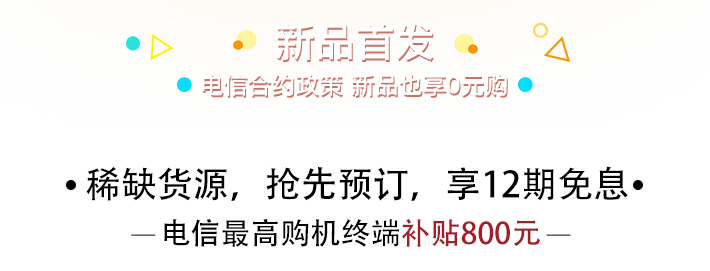 新品首发
电信合约政策 新品也享0元购
•稀缺货源，抢先预订，享12期免息•
—电信最高购机终端补贴800元—